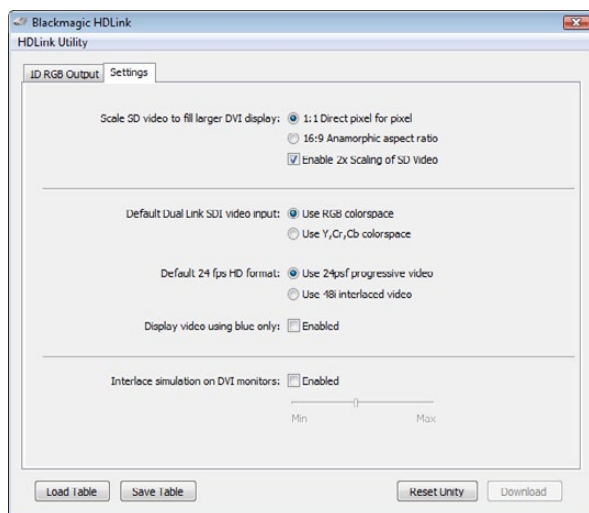 Blackmagic HDLink
HDLink Utility
1D RGB Output
Settings
Scale SD video to fill larger DVI display:
1:1 Direct pixel for pixel
16:9 Anamorphic aspect ratio
Enable 2x Scaling of SD Video
Default Dual Link SDI video input:
Use RGB colorspace
Use Y,Cr,Cb colorspace
Default 24 fps HD format:
Use 24psf progressive video
Use 48i interlaced video
Display video using blue only:
Enabled
Interlace simulation on DVI monitors:
Enabled
Min
Max
Load Table
Save Table
Reset Unity
Download